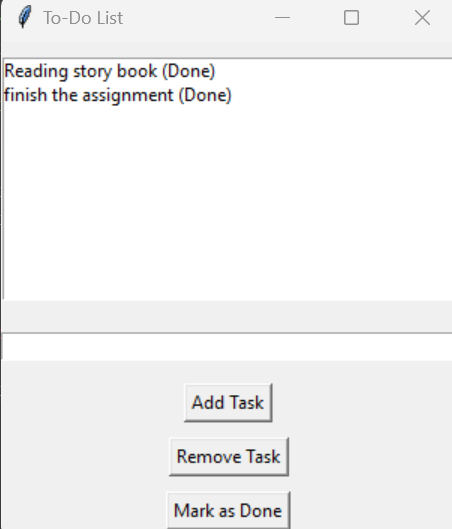 To-Do List
Reading story book (Done)
finish the assignment (Done)
Add Task
Remove Task
Mark as Done